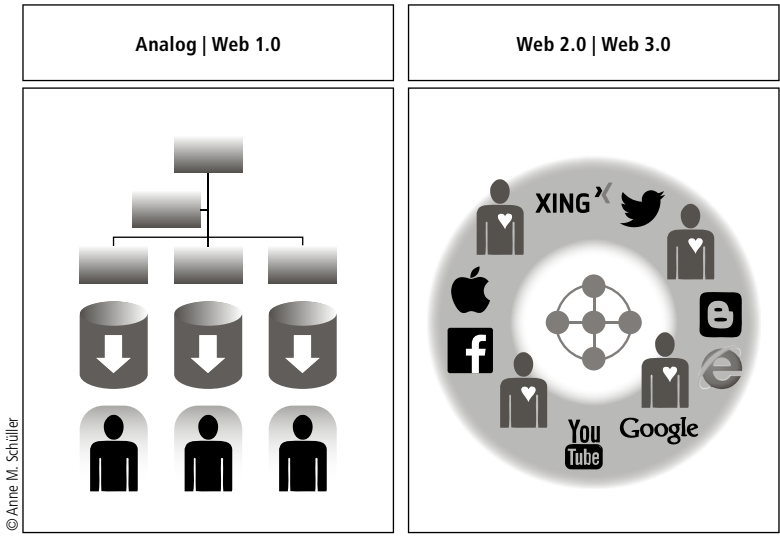 Analog | Web 1.0
Web 2.0 | Web 3.0
XING
You
Tube
Google
© Anne M. Schüller